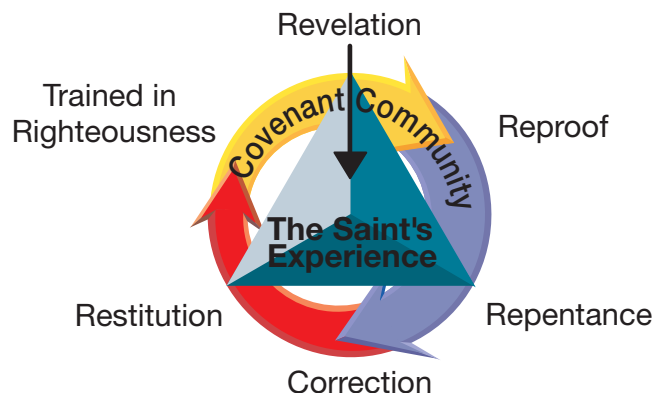 Revelation
Trained in
Righteousness
Covenant Community
Reproof
The Saint's
Experience
Restitution
Repentance
Correction